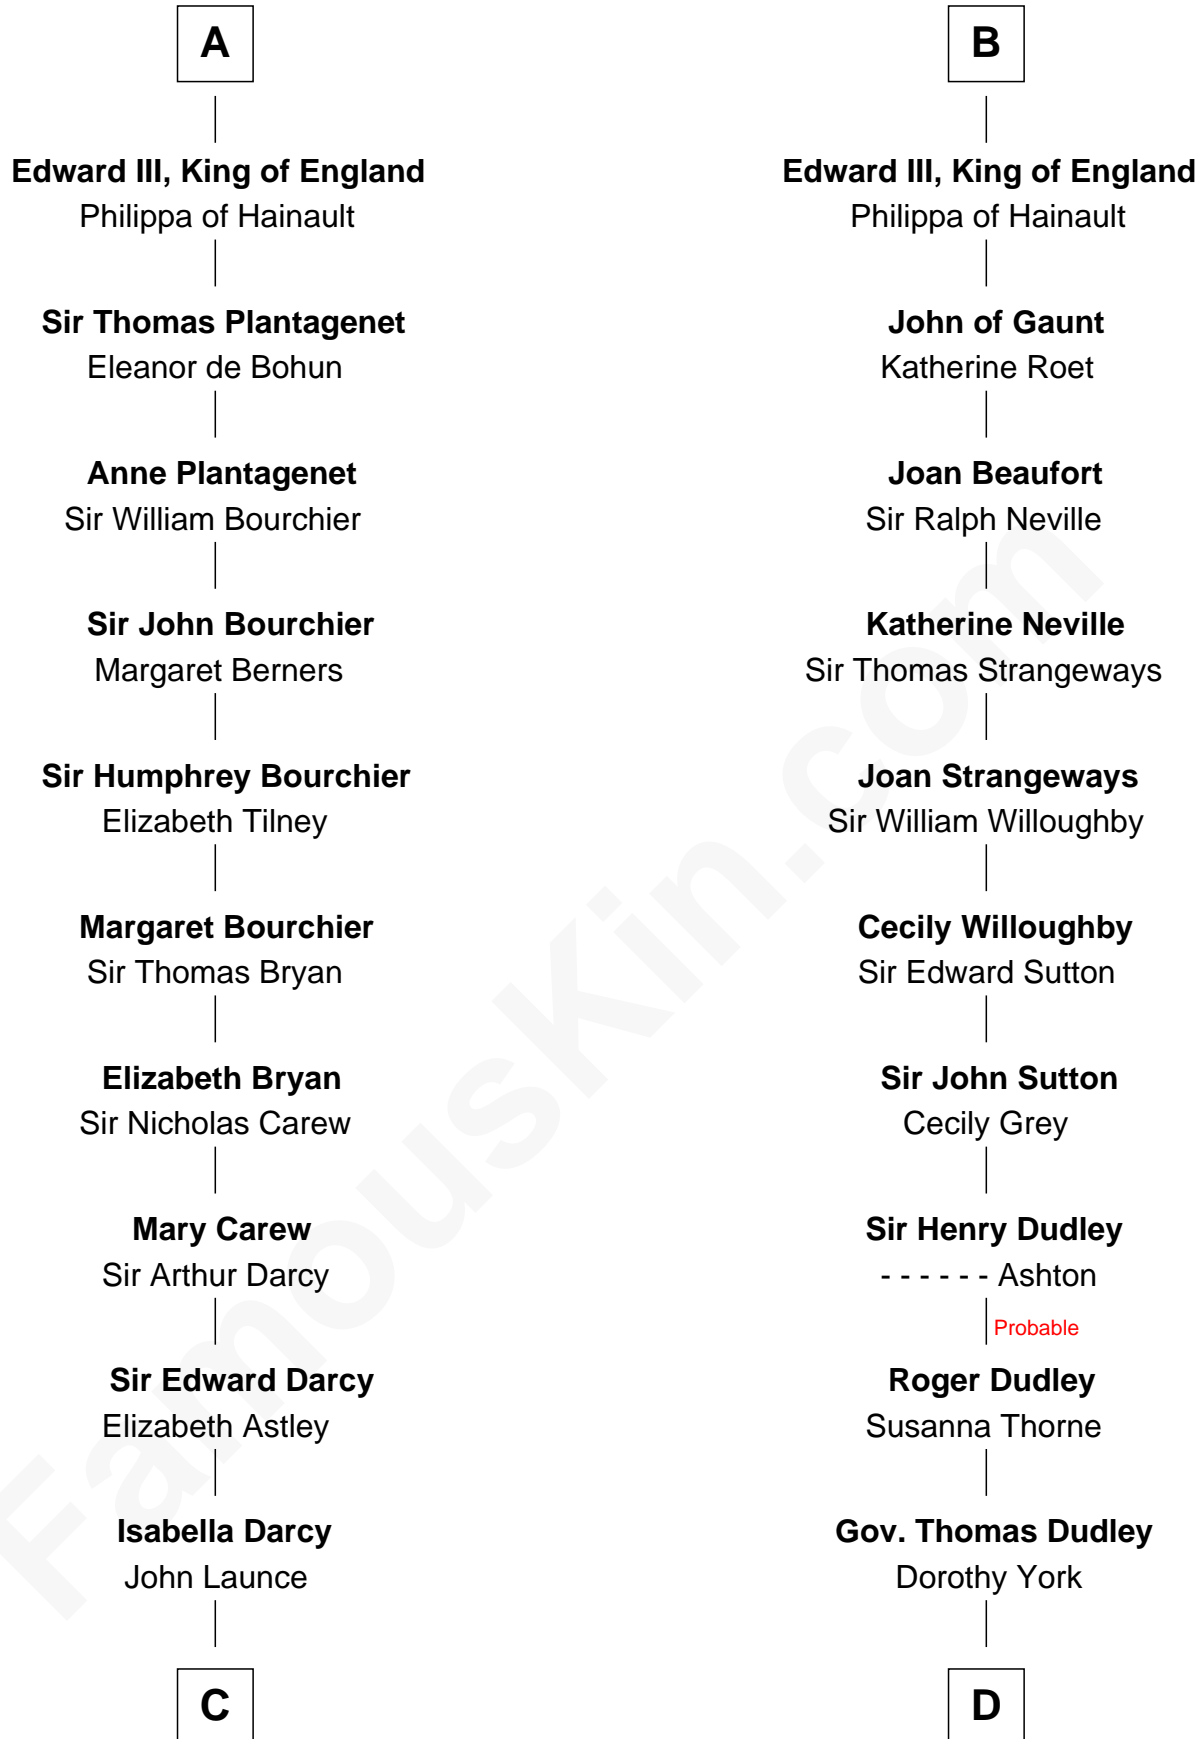 A
Edward III, King of England
Philippa of Hainault
Sir Thomas Plantagenet
Eleanor de Bohun
Anne Plantagenet
Sir William Bourchier
Sir John Bourchier
Margaret Berners
Sir Humphrey Bourchier
Elizabeth Tilney
Margaret Bourchier
Sir Thomas Bryan
Elizabeth Bryan
Sir Nicholas Carew
Mary Carew
Sir Arthur Darcy
Sir Edward Darcy
Elizabeth Astley
Isabella Darcy
John Launce
C
B
Edward III, King of England
Philippa of Hainault
John of Gaunt
Katherine Roet
Joan Beaufort
Sir Ralph Neville
Katherine Neville
Sir Thomas Strangeways
Joan Strangeways
Sir William Willoughby
Cecily Willoughby
Sir Edward Sutton
Sir John Sutton
Cecily Grey
Sir Henry Dudley
- - - - - - Ashton
Probable
Roger Dudley
Susanna Thorne
Gov. Thomas Dudley
Dorothy York
D
FamousKin.com